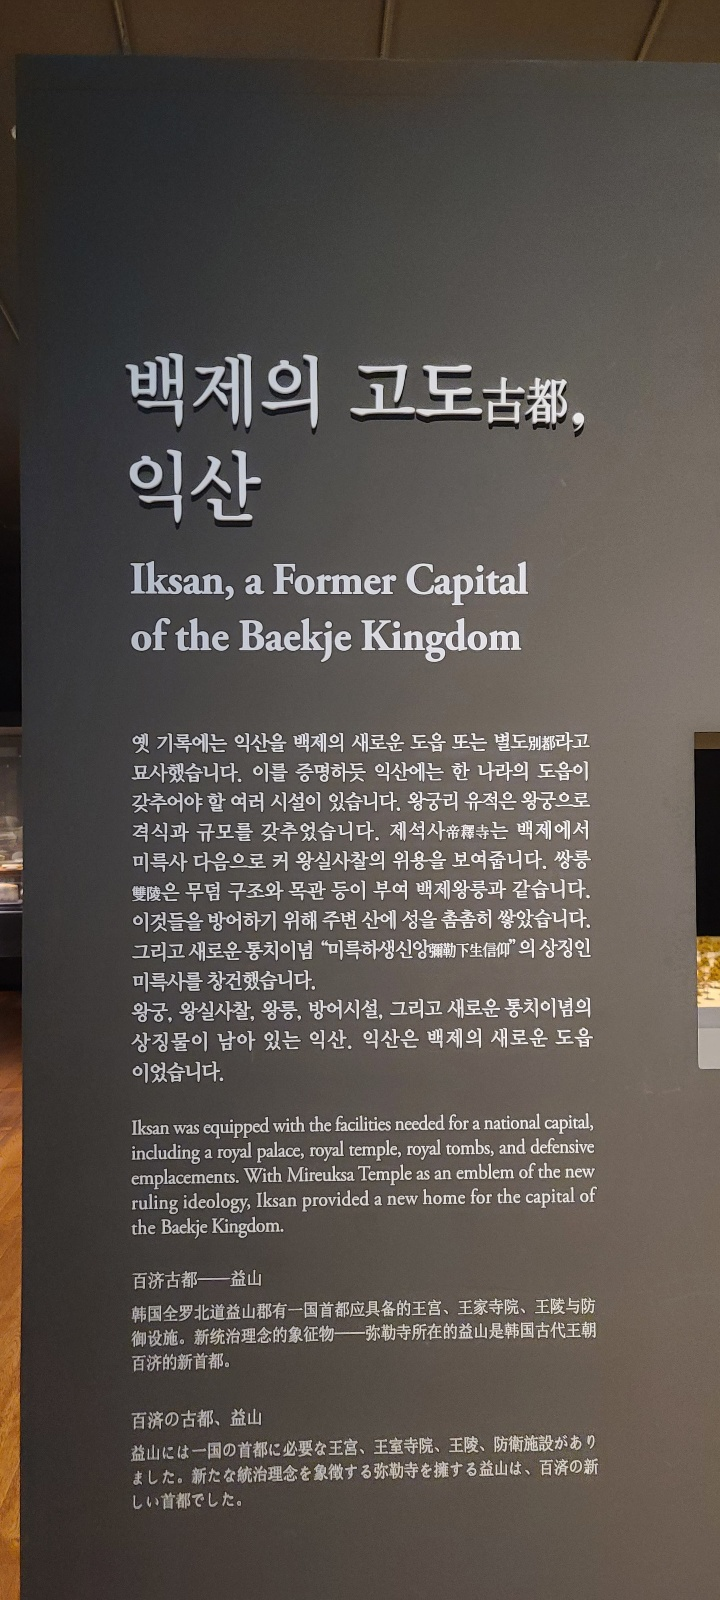 백제의 고도古都,
익산
Iksan, a Former Capital
of the Baekje Kingdom
옛 기록에는 익산을 백제의 새로운 도읍 또는 별도別都라고
묘사했습니다. 이를 증명하듯 익산에는 한 나라의 도읍이
갖추어야 할 여러 시설이 있습니다. 왕궁리 유적은 왕궁으로
격식과 규모를 갖추었습니다. 제석사帝釋寺는 백제에서
미륵사 다음으로 커 왕실사찰의 위용을 보여줍니다. 쌍릉
雙陵은 무덤 구조와 목관 등이 부여 백제왕릉과 같습니다.
이것들을 방어하기 위해 주변 산에 성을 촘촘히 쌓았습니다.
그리고 새로운 통치이념 “미륵하생신앙彌勒下生信仰”의 상징인
미륵사를 창건했습니다.
왕궁, 왕실사찰, 왕릉, 방어시설, 그리고 새로운 통치이념의
상징물이 남아 있는 익산. 익산은 백제의 새로운 도읍
이었습니다.
Iksan was equipped with the facilities needed for a national capital,
including a royal palace, royal temple, royal tombs, and defensive
emplacements. With Mireuksa Temple as an emblem of the new
ruling ideology, Iksan provided a new home for the capital of
the Baekje Kingdom.
百济古都——益山
韩国全罗北道益山郡有一国首都应具备的王宫、王家寺院、王陵与防
御设施。新统治理念的象征物——弥勒寺所在的益山是韩国古代王朝
百济的新首都。
百済の古都、益山
益山には一国の首都に必要な王宮、王室寺院、王陵、防衛施設があり
ました。新たな統治理念を象徴する弥勒寺を擁する益山は、百済の新
しい首都でした。